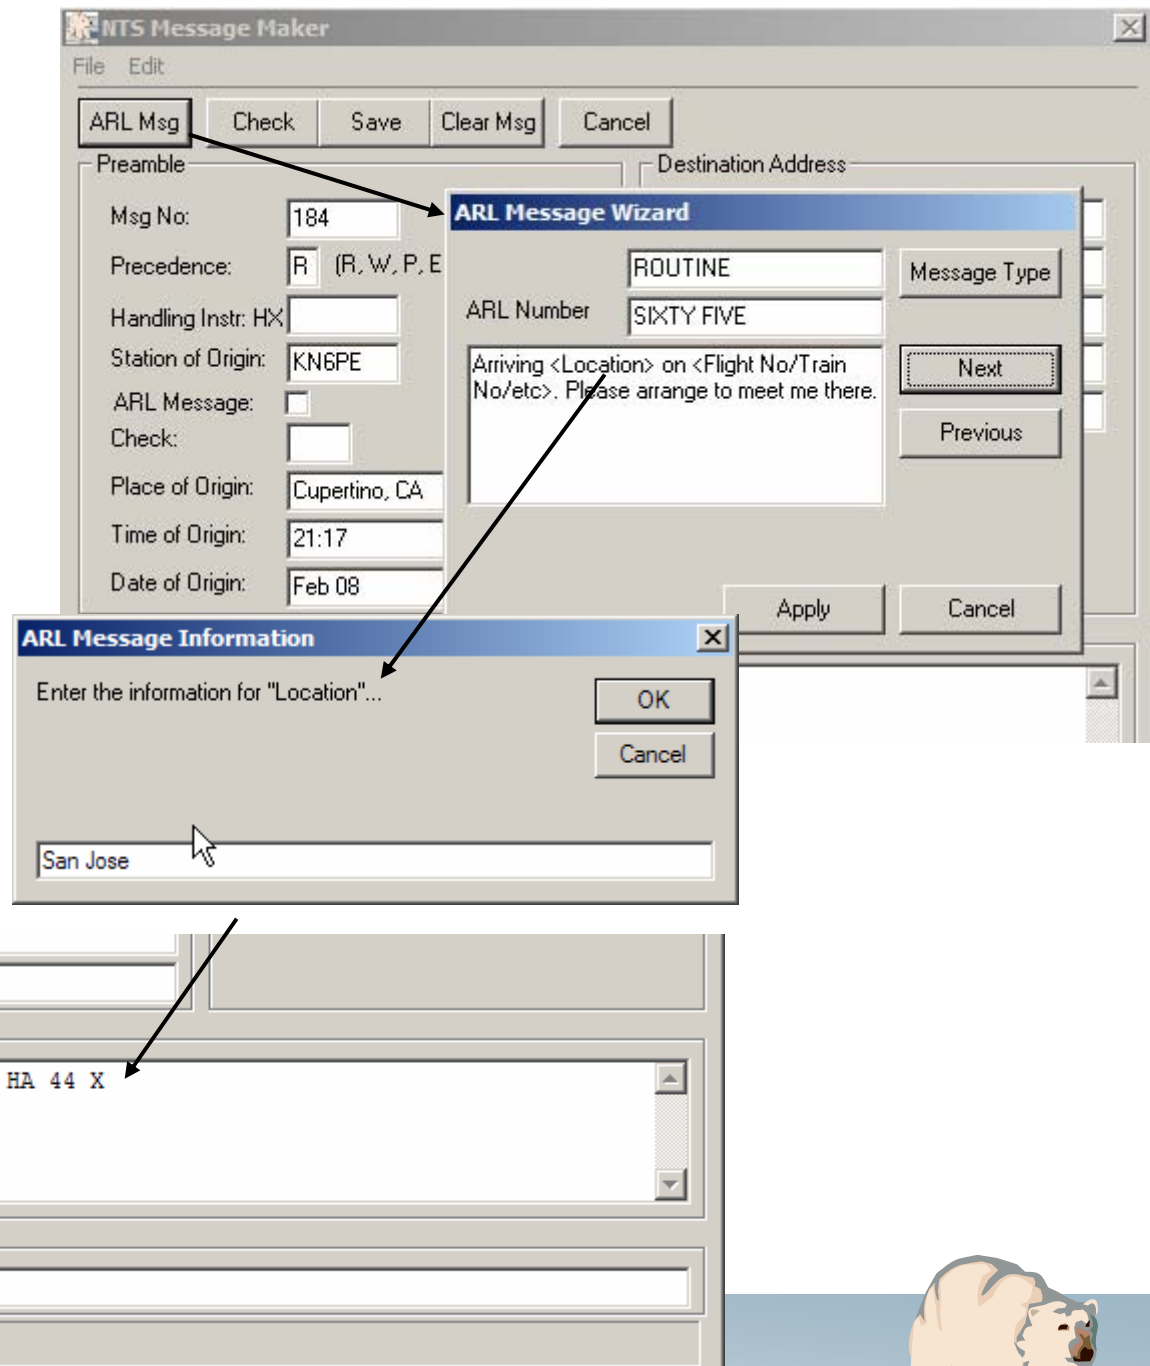 NTS Message Maker
File Edit
ARL Msg Check Save Clear Msg Cancel
Preamble Destination Address
Msg No: 184
Precedence: R (R, W, P, E
Handling Instr: HX
Station of Origin: KN6PE
ARL Message:
Check:
Place of Origin: Cupertino, CA
Time of Origin: 21:17
Date of Origin: Feb 08
ARL Message Wizard
ROUTINE Message Type
ARL Number SIXTY FIVE
Arriving <Location> on <Flight No/Train
No/etc>. Please arrange to meet me there.
Next
Previous
Apply Cancel
ARL Message Information
Enter the information for "Location"...
OK
Cancel
San Jose
HA 44 X